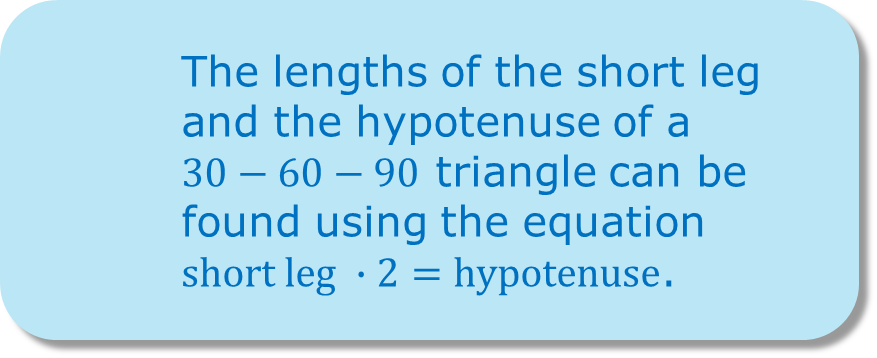 The lengths of the short leg
and the hypotenuse of a
30 − 60 − 90 triangle can be
found using the equation
short leg · 2 = hypotenuse.